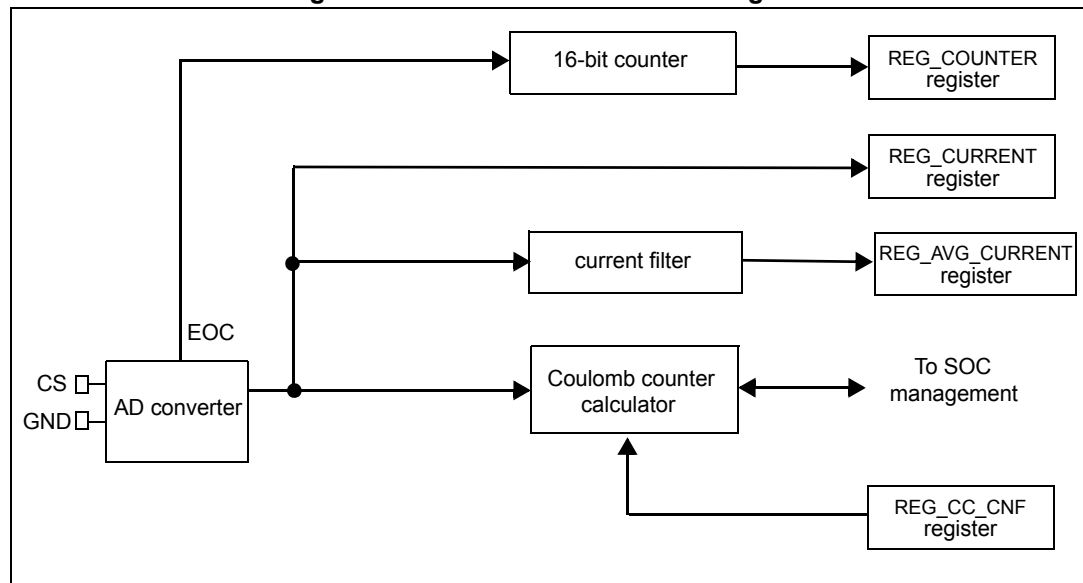 16-bit counter
REG_COUNTER
register
REG_CURRENT
register
current filter
REG_AVG_CURRENT
register
EOC
CS
GND
AD converter
Coulomb counter
calculator
To SOC
management
REG_CC_CNF
register